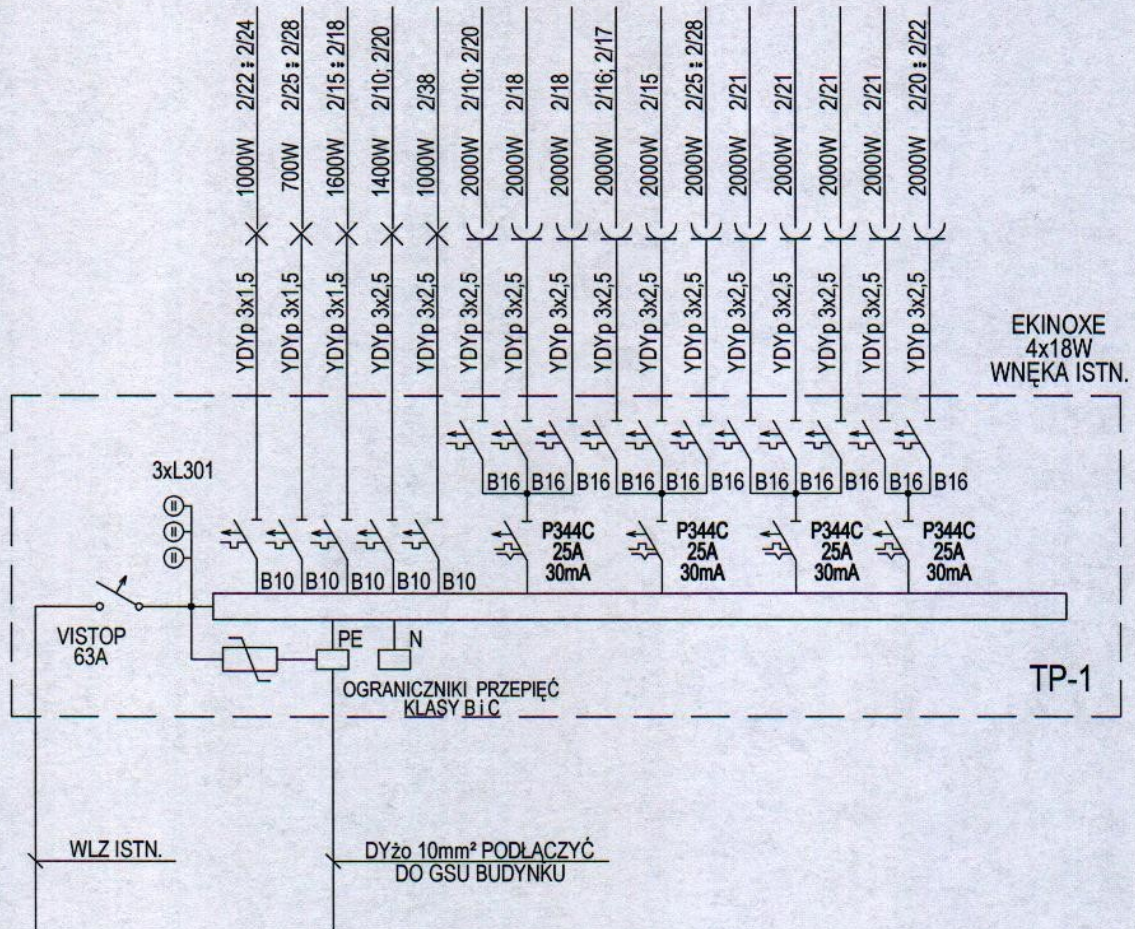 2/22 ÷ 2/24
2/25 ÷ 2/28
2/15 ÷ 2/18
2/10; 2/20
2/38
2/10; 2/20
2/18
2/18
2/16; 2/17
2/15
2/25 ÷ 2/28
2/21
2/21
2/21
2/21
2/20 ÷ 2/22
1000W
700W
1600W
1400W
1000W
2000W
2000W
2000W
2000W
2000W
2000W
2000W
2000W
2000W
2000W
2000W
YDYp 3x1,5
YDYp 3x1,5
YDYp 3x1,5
YDYp 3x2,5
YDYp 3x2,5
YDYp 3x2,5
YDYp 3x2,5
YDYp 3x2,5
YDYp 3x2,5
YDYp 3x2,5
YDYp 3x2,5
YDYp 3x2,5
YDYp 3x2,5
YDYp 3x2,5
YDYp 3x2,5
YDYp 3x2,5
EKINOXE
4x18W
WNĘKA ISTN.
3xL301
B16 B16 B16 B16 B16 B16 B16 B16 B16 B16 B16
P344C
25A
30mA
P344C
25A
30mA
P344C
25A
30mA
P344C
25A
30mA
B10 B10 B10 B10 B10
VISTOP
63A
PE
N
OGRANICZNIKI PRZEPIĘĆ
KLASY B i C
TP-1
WLZ ISTN.
DYżo 10mm² PODŁĄCZYĆ
DO GSU BUDYNKU